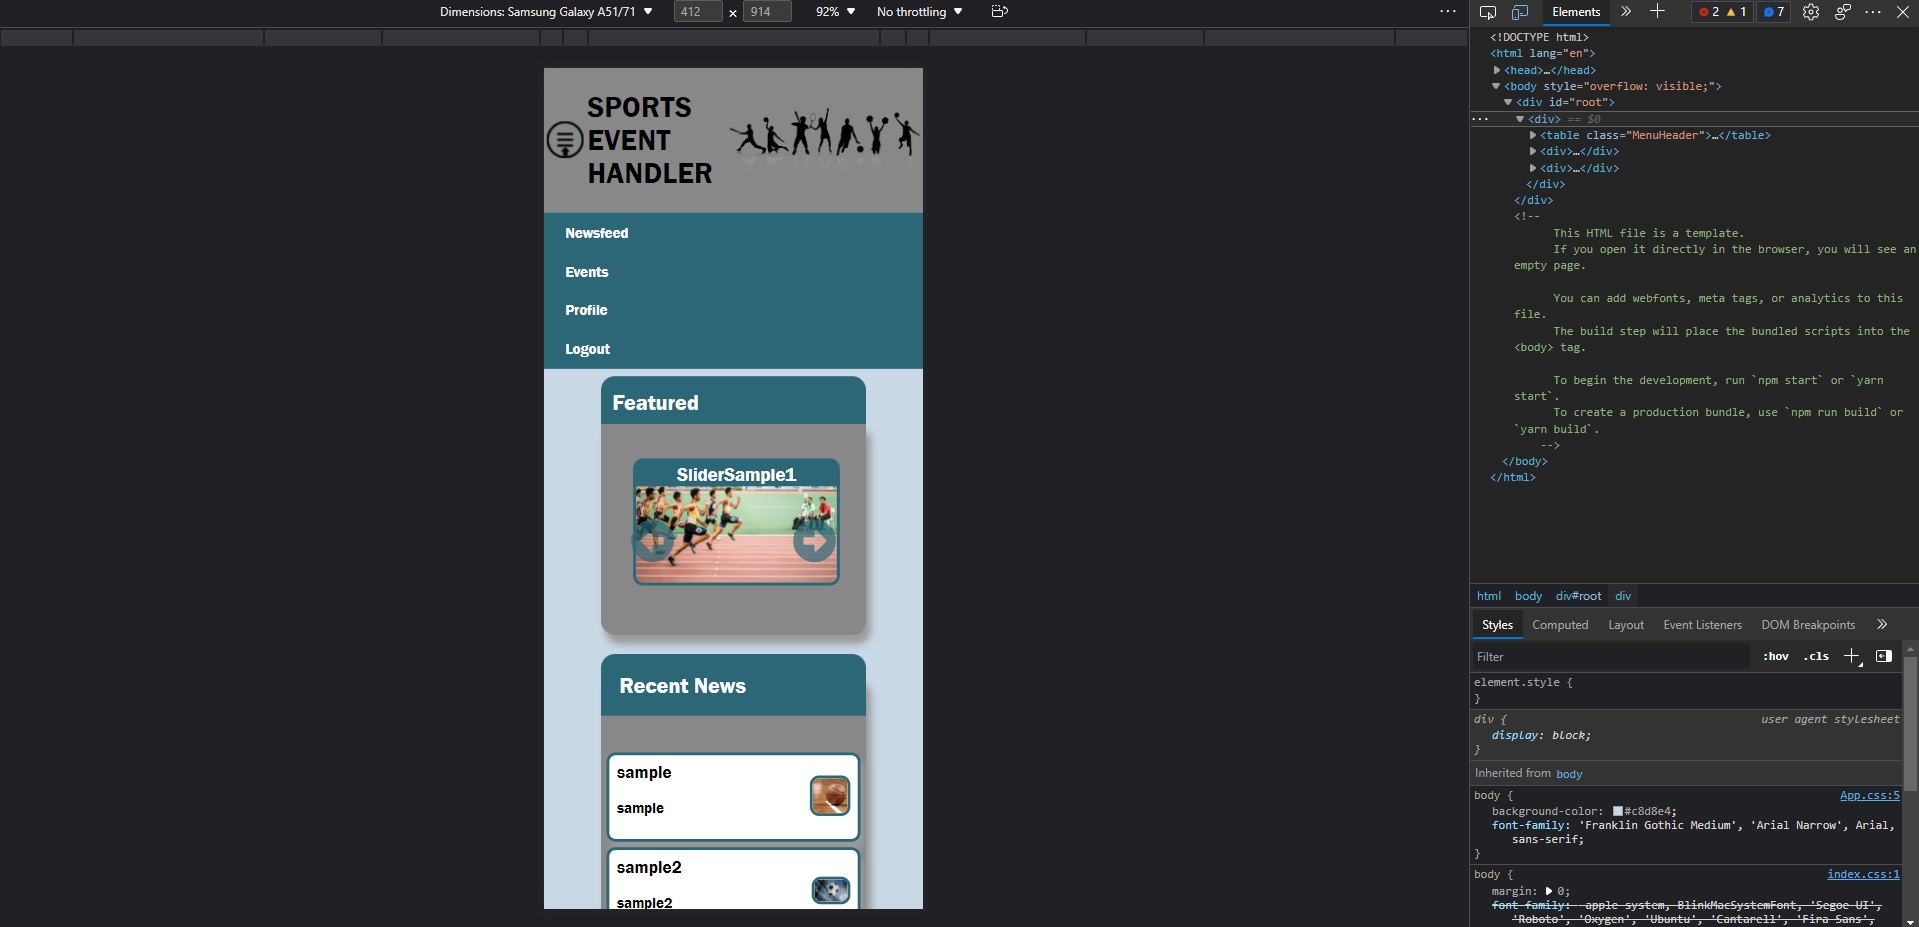 Dimensions: Samsung Galaxy A51/71 ▼ 412 × 914 92% ▼ No throttling ▼ ···
Elements 2 1 7
SPORTS
EVENT
HANDLER
Newsfeed
Events
Profile
Logout
Featured
SliderSample1
Recent News
sample
sample
sample2
sample2
<!DOCTYPE html>
<html lang="en">
▶<head>…</head>
▼<body style="overflow: visible;">
▼<div id="root">
··· ▼<div> == $0
▶<table class="MenuHeader">…</table>
▶<div>…</div>
▶<div>…</div>
</div>
</div>
<!--
This HTML file is a template.
If you open it directly in the browser, you will see an
empty page.
You can add webfonts, meta tags, or analytics to this
file.
The build step will place the bundled scripts into the
<body> tag.
To begin the development, run `npm start` or `yarn
start`.
To create a production bundle, use `npm run build` or
`yarn build`.
-->
</body>
</html>
html body div#root div
Styles Computed Layout Event Listeners DOM Breakpoints
Filter :hov .cls
element.style {
}
div { user agent stylesheet
display: block;
}
Inherited from body
body { App.css:5
background-color: #c8d8e4;
font-family: 'Franklin Gothic Medium', 'Arial Narrow', Arial,
sans-serif;
}
body { index.css:1
margin: ▶ 0;
font-family: -apple-system, BlinkMacSystemFont, 'Segoe UI',
'Roboto', 'Oxygen', 'Ubuntu', 'Cantarell', 'Fira Sans',